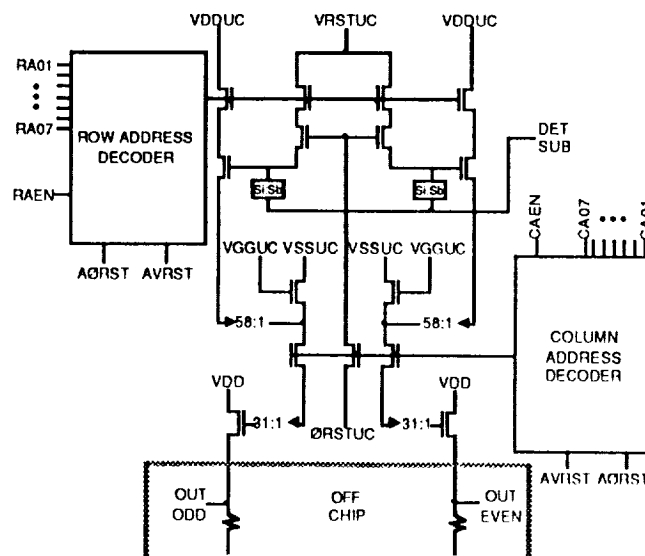 VDDUC VRSTUC VDDUC
RA01
RA07
ROW ADDRESS
DECODER
RAEN
AØRST AVRST
Si Sb
Si Sb
DET
SUB
VGGUC VSSUC VSSUC VGGUC
CAEN
CA07
CA01
58:1
58:1
COLUMN
ADDRESS
DECODER
VDD
VDD
31:1
ØRSTUC
31:1
AVRST AØRST
OUT
ODD
OFF
CHIP
OUT
EVEN